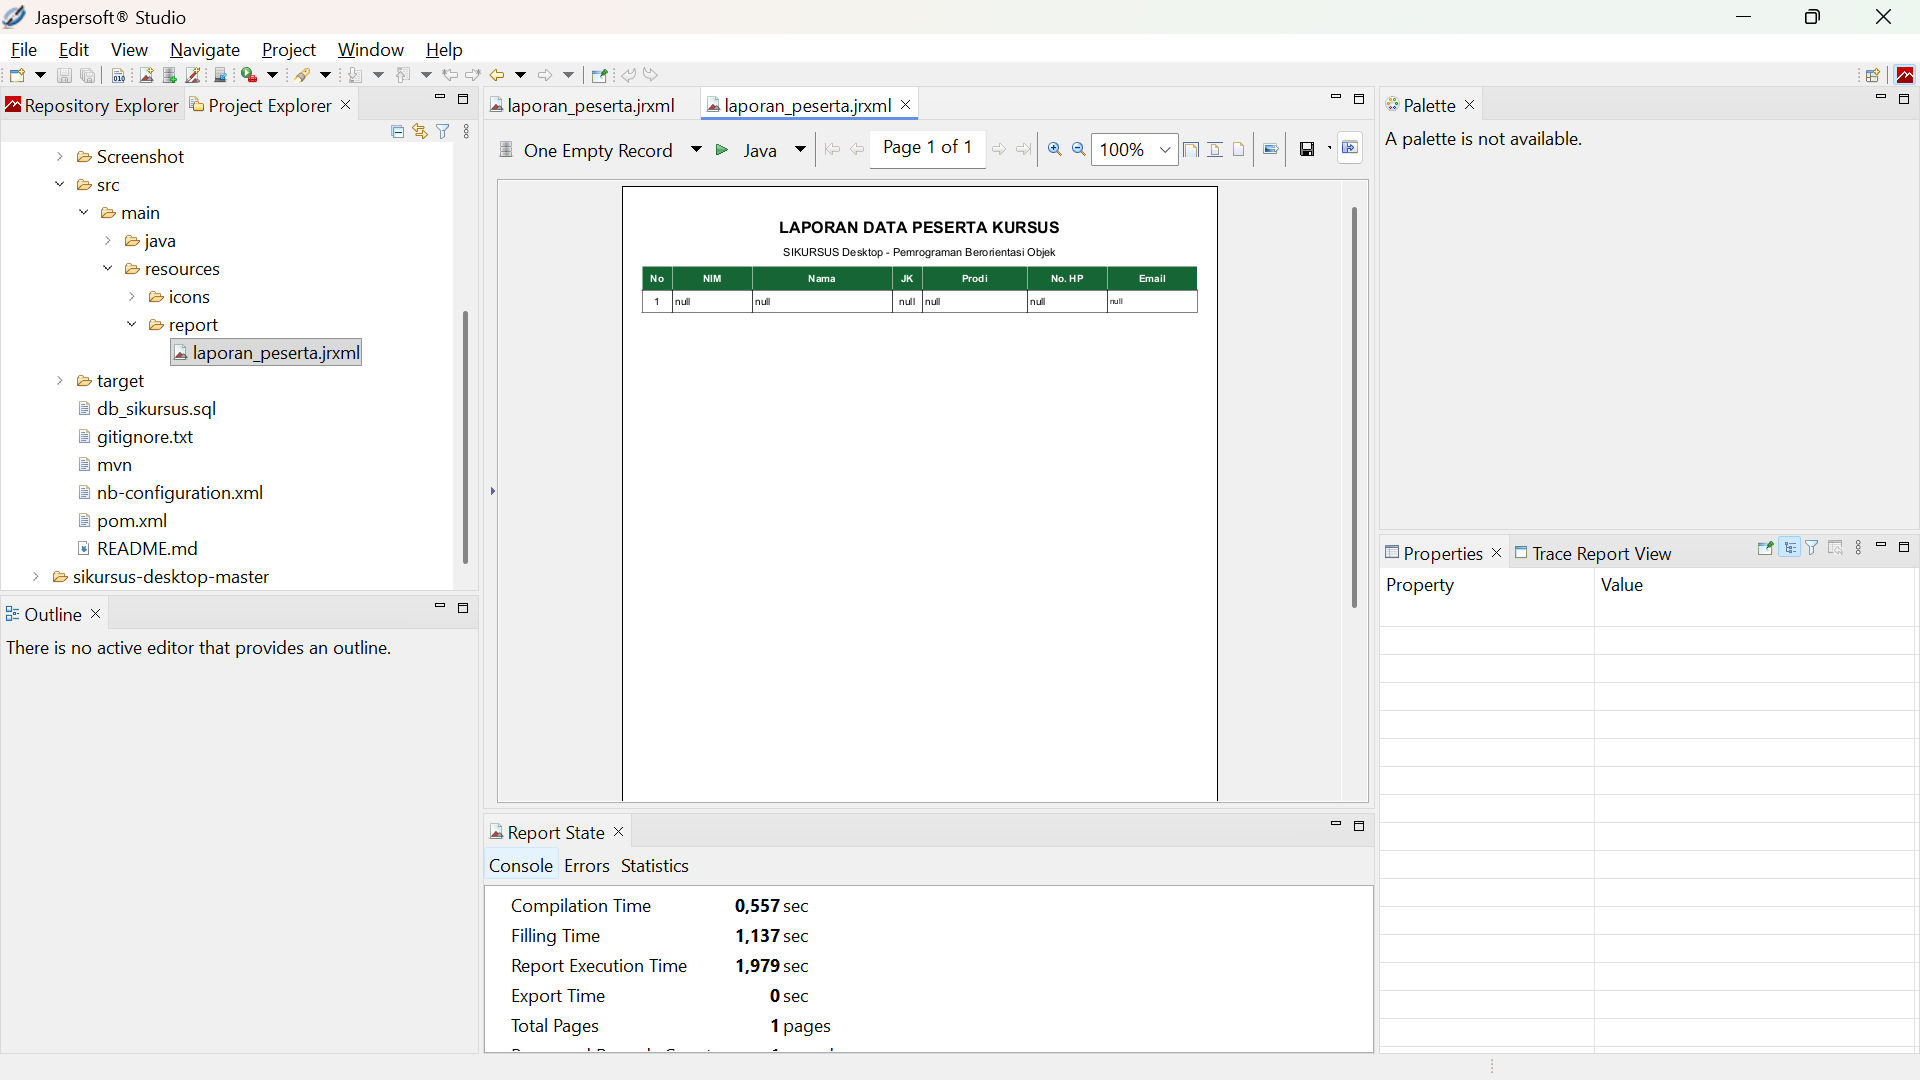 Jaspersoft® Studio
File Edit View Navigate Project Window Help
Repository Explorer Project Explorer
Screenshot
src
main
java
resources
icons
report
laporan_peserta.jrxml
target
db_sikursus.sql
gitignore.txt
mvn
nb-configuration.xml
pom.xml
README.md
sikursus-desktop-master
Outline
There is no active editor that provides an outline.
laporan_peserta.jrxml laporan_peserta.jrxml
One Empty Record Java Page 1 of 1 100%
LAPORAN DATA PESERTA KURSUS
SIKURSUS Desktop - Pemrograman Berorientasi Objek
No NIM Nama JK Prodi No. HP Email
1 null null null null null null
Report State
Console Errors Statistics
Compilation Time 0,557 sec
Filling Time 1,137 sec
Report Execution Time 1,979 sec
Export Time 0 sec
Total Pages 1 pages
Palette
A palette is not available.
Properties Trace Report View
Property Value